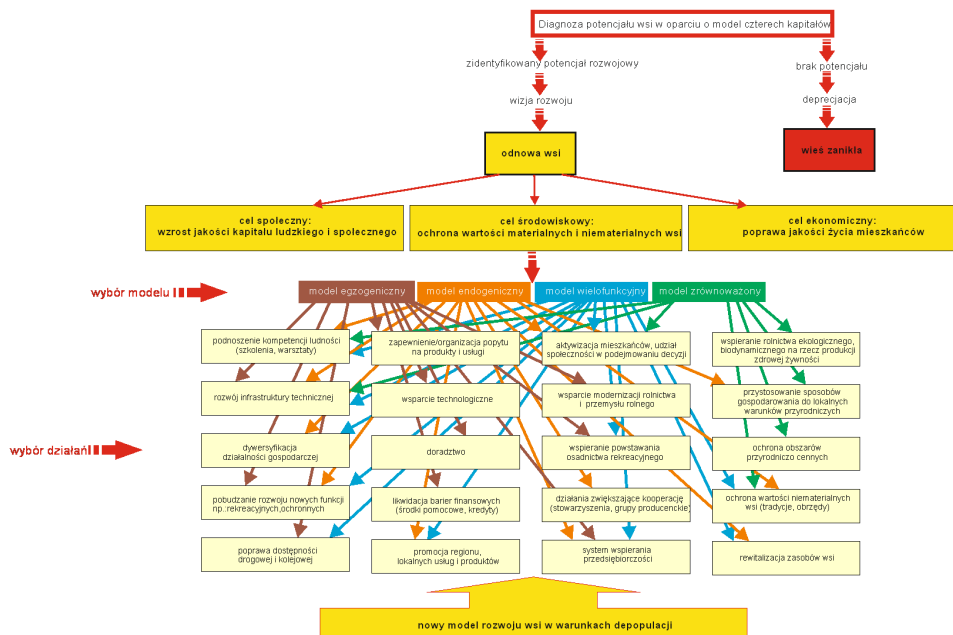 Diagnoza potencjału wsi w oparciu o model czterech kapitałów
zidentyfikowany potencjał rozwojowy
brak potencjału
wizja rozwoju
deprecjacja
odnowa wsi
wieś zanikła
cel społeczny:
wzrost jakości kapitału ludzkiego i społecznego
cel środowiskowy:
ochrona wartości materialnych i niematerialnych wsi
cel ekonomiczny:
poprawa jakości życia mieszkańców
wybór modelu
model egzogeniczny
model endogeniczny
model wielofunkcyjny
model zrównoważony
podnoszenie kompetencji ludności
(szkolenia, warsztaty)
zapewnienie/organizacja popytu
na produkty i usługi
aktywizacja mieszkańców, udział
społeczności w podejmowaniu decyzji
wspieranie rolnictwa ekologicznego,
biodynamicznego na rzecz produkcji
zdrowej żywności
rozwój infrastruktury technicznej
wsparcie technologiczne
wsparcie modernizacji rolnictwa
i przemysłu rolnego
przystosowanie sposobów
gospodarowania do lokalnych
warunków przyrodniczych
wybór działań
dywersyfikacja
działalności gospodarczej
doradztwo
wspieranie powstawania
osadnictwa rekreacyjnego
ochrona obszarów
przyrodniczo cennych
pobudzanie rozwoju nowych funkcji
np.:rekreacyjnych,ochronnych
likwidacja barier finansowych
(środki pomocowe, kredyty)
działania zwiększające kooperację
(stowarzyszenia, grupy producenckie)
ochrona wartości niematerialnych
wsi (tradycje, obrzędy)
poprawa dostępności
drogowej i kolejowej
promocja regionu,
lokalnych usług i produktów
system wspierania
przedsiębiorczości
rewitalizacja zasobów wsi
nowy model rozwoju wsi w warunkach depopulacji